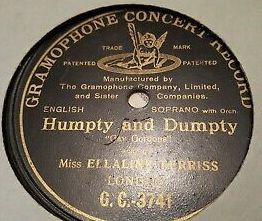 GRAMOPHONE CONCERT RECORD
TRADE MARK
PATENTED PATENTED
Manufactured by
The Gramophone Company, Limited,
and Sister Companies.
ENGLISH SOPRANO with Orch.
Humpty and Dumpty
"Gay Gordons"
Miss ELLALINE TERRISS
LONDON
G.C.-3741